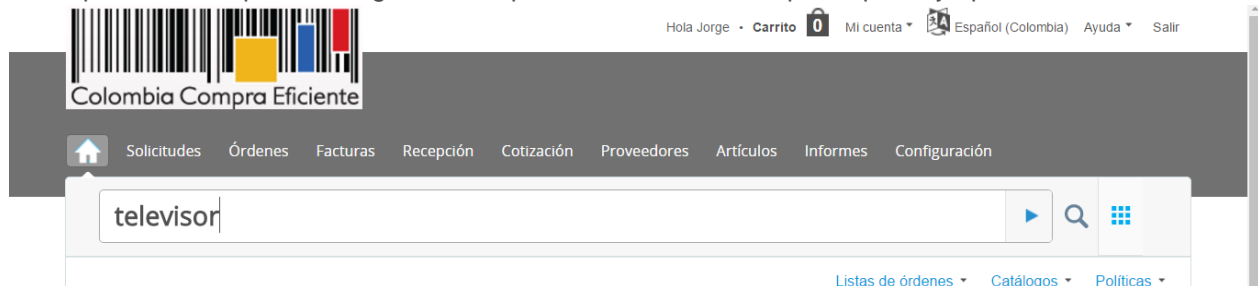 Hola Jorge • Carrito 0 Mi cuenta Español (Colombia) Ayuda Salir
Colombia Compra Eficiente
Solicitudes Órdenes Facturas Recepción Cotización Proveedores Artículos Informes Configuración
televisor
Listas de órdenes Catálogos Políticas